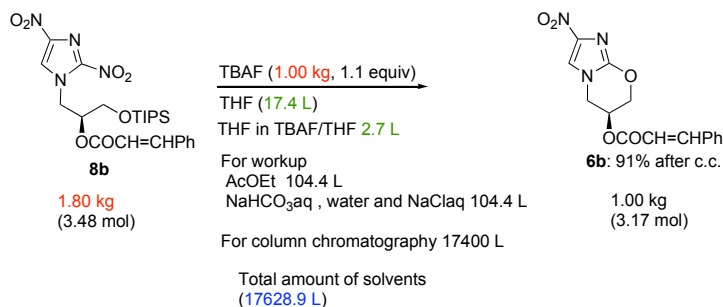 O2N
N
N
NO2
OTIPS
OCOCH=CHPh
8b
1.80 kg
(3.48 mol)
TBAF (1.00 kg, 1.1 equiv)
THF (17.4 L)
THF in TBAF/THF 2.7 L
For workup
AcOEt 104.4 L
NaHCO3aq , water and NaClaq 104.4 L
For column chromatography 17400 L
Total amount of solvents
(17628.9 L)
O2N
N
N
O
OCOCH=CHPh
6b: 91% after c.c.
1.00 kg
(3.17 mol)